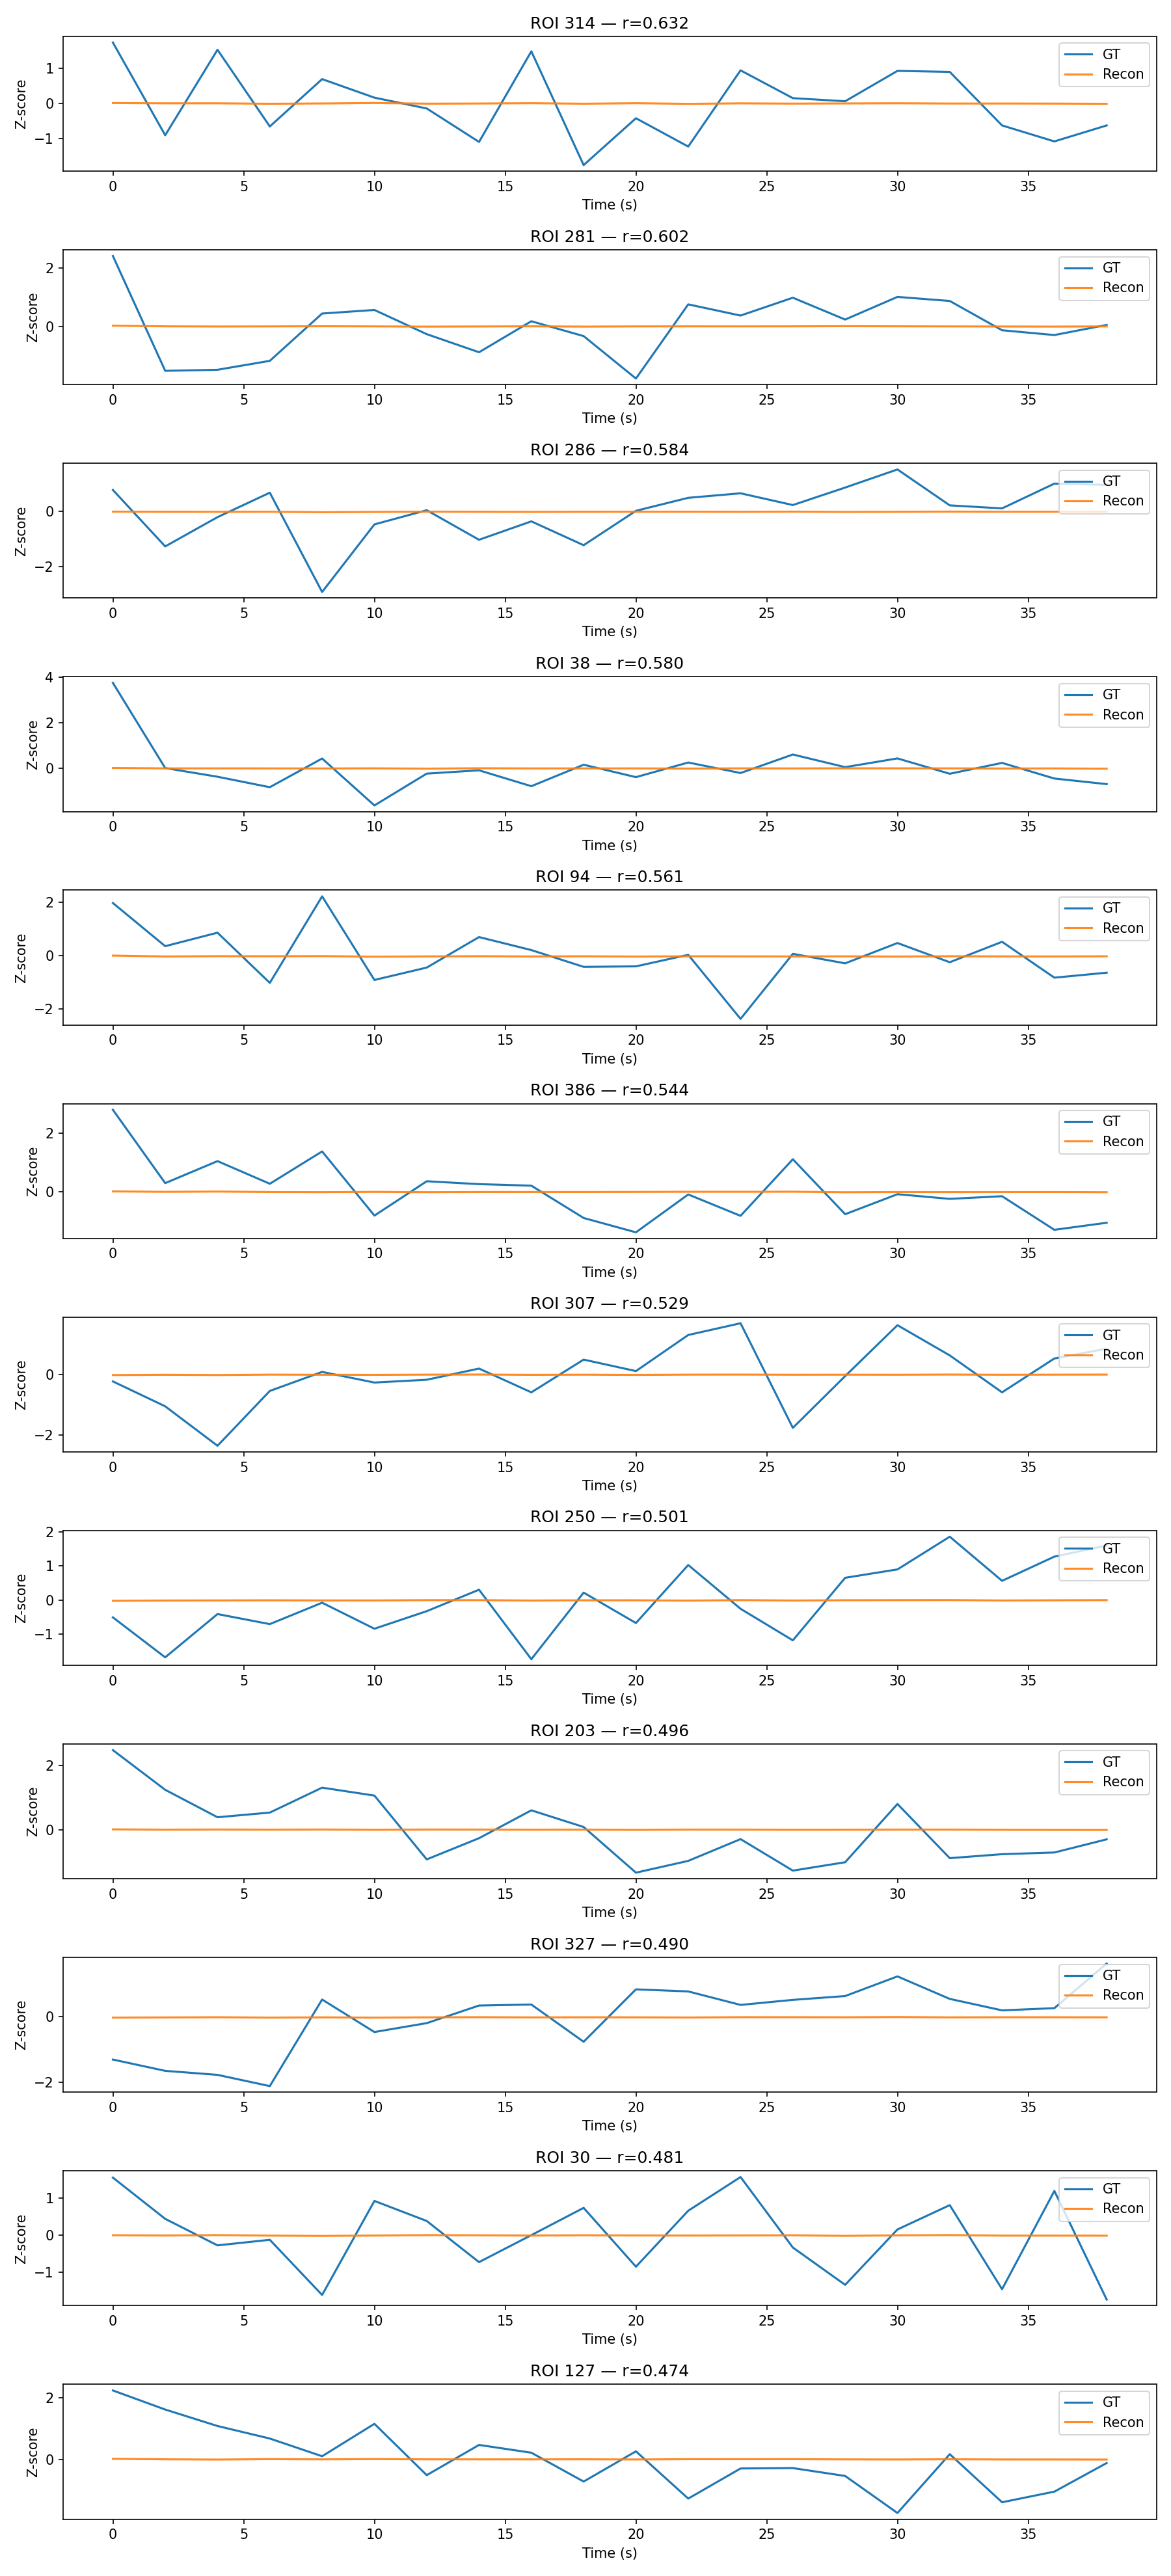 ROI 314 — r=0.632
1
0
−1
Z-score
GT
Recon
0 5 10 15 20 25 30 35
Time (s)
ROI 281 — r=0.602
2
0
Z-score
GT
Recon
0 5 10 15 20 25 30 35
Time (s)
ROI 286 — r=0.584
0
−2
Z-score
GT
Recon
0 5 10 15 20 25 30 35
Time (s)
ROI 38 — r=0.580
4
2
0
Z-score
GT
Recon
0 5 10 15 20 25 30 35
Time (s)
ROI 94 — r=0.561
2
0
−2
Z-score
GT
Recon
0 5 10 15 20 25 30 35
Time (s)
ROI 386 — r=0.544
2
0
Z-score
GT
Recon
0 5 10 15 20 25 30 35
Time (s)
ROI 307 — r=0.529
0
−2
Z-score
GT
Recon
0 5 10 15 20 25 30 35
Time (s)
ROI 250 — r=0.501
2
1
0
−1
Z-score
GT
Recon
0 5 10 15 20 25 30 35
Time (s)
ROI 203 — r=0.496
2
0
Z-score
GT
Recon
0 5 10 15 20 25 30 35
Time (s)
ROI 327 — r=0.490
0
−2
Z-score
GT
Recon
0 5 10 15 20 25 30 35
Time (s)
ROI 30 — r=0.481
1
0
−1
Z-score
GT
Recon
0 5 10 15 20 25 30 35
Time (s)
ROI 127 — r=0.474
2
0
Z-score
GT
Recon
0 5 10 15 20 25 30 35
Time (s)